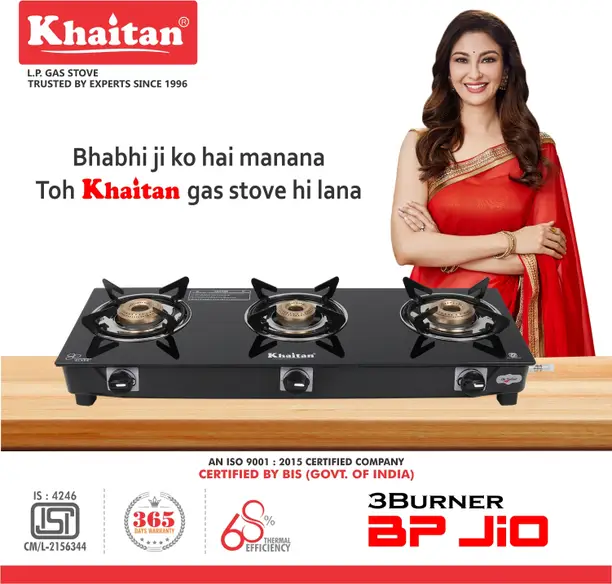 Khaitan®
L.P. GAS STOVE
TRUSTED BY EXPERTS SINCE 1996
Bhabhi ji ko hai manana
Toh Khaitan gas stove hi lana
Khaitan
AN ISO 9001 : 2015 CERTIFIED COMPANY
CERTIFIED BY BIS (GOVT. OF INDIA)
IS : 4246
ISI
CM/L-2156344
365
DAYS WARRANTY
68%
THERMAL
EFFICIENCY
3BURNER
BP JIO